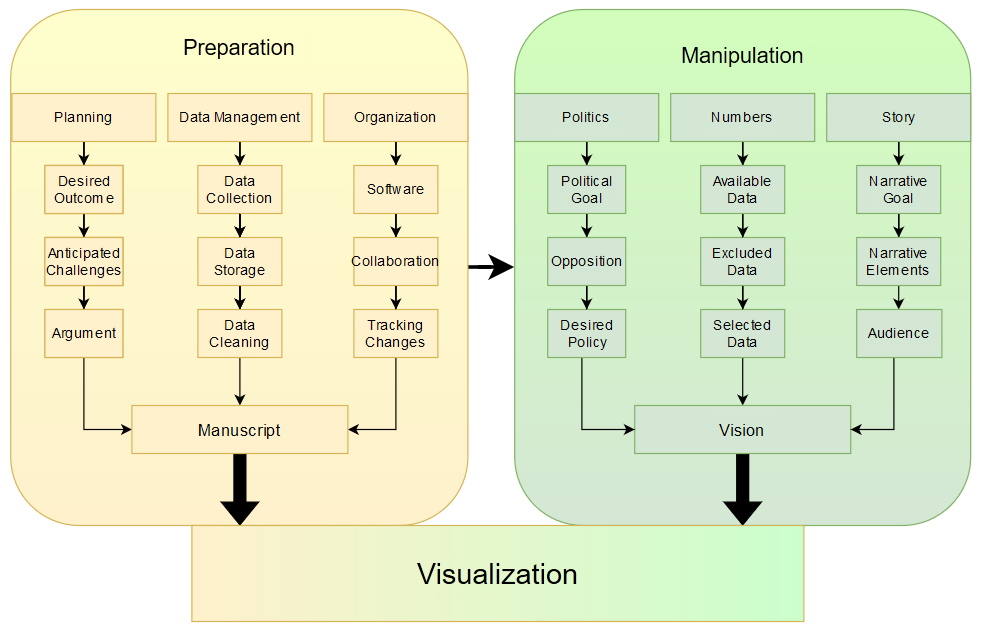 Preparation
Planning
Data Management
Organization
Desired
Outcome
Data
Collection
Software
Anticipated
Challenges
Data
Storage
Collaboration
Argument
Data
Cleaning
Tracking
Changes
Manuscript
Manipulation
Politics
Numbers
Story
Political
Goal
Available
Data
Narrative
Goal
Opposition
Excluded
Data
Narrative
Elements
Desired
Policy
Selected
Data
Audience
Vision
Visualization